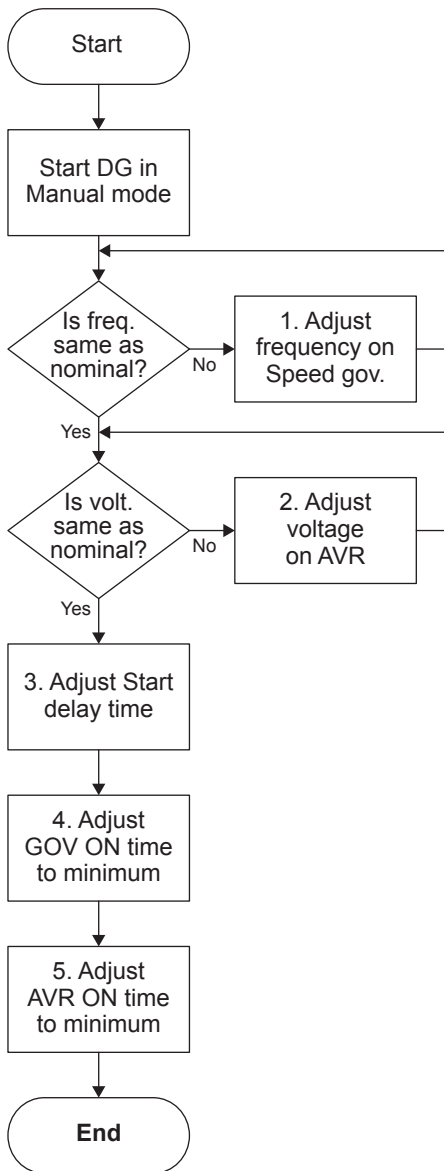 Start
Start DG in
Manual mode
Is freq.
same as
nominal?
No
1. Adjust
frequency on
Speed gov.
Yes
Is volt.
same as
nominal?
No
2. Adjust
voltage
on AVR
Yes
3. Adjust Start
delay time
4. Adjust
GOV ON time
to minimum
5. Adjust
AVR ON time
to minimum
End